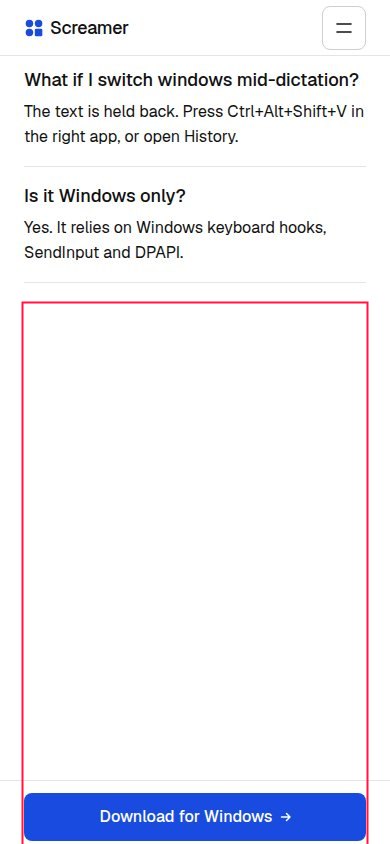 Screamer
What if I switch windows mid-dictation?
The text is held back. Press Ctrl+Alt+Shift+V in
the right app, or open History.
Is it Windows only?
Yes. It relies on Windows keyboard hooks,
SendInput and DPAPI.
Download for Windows →